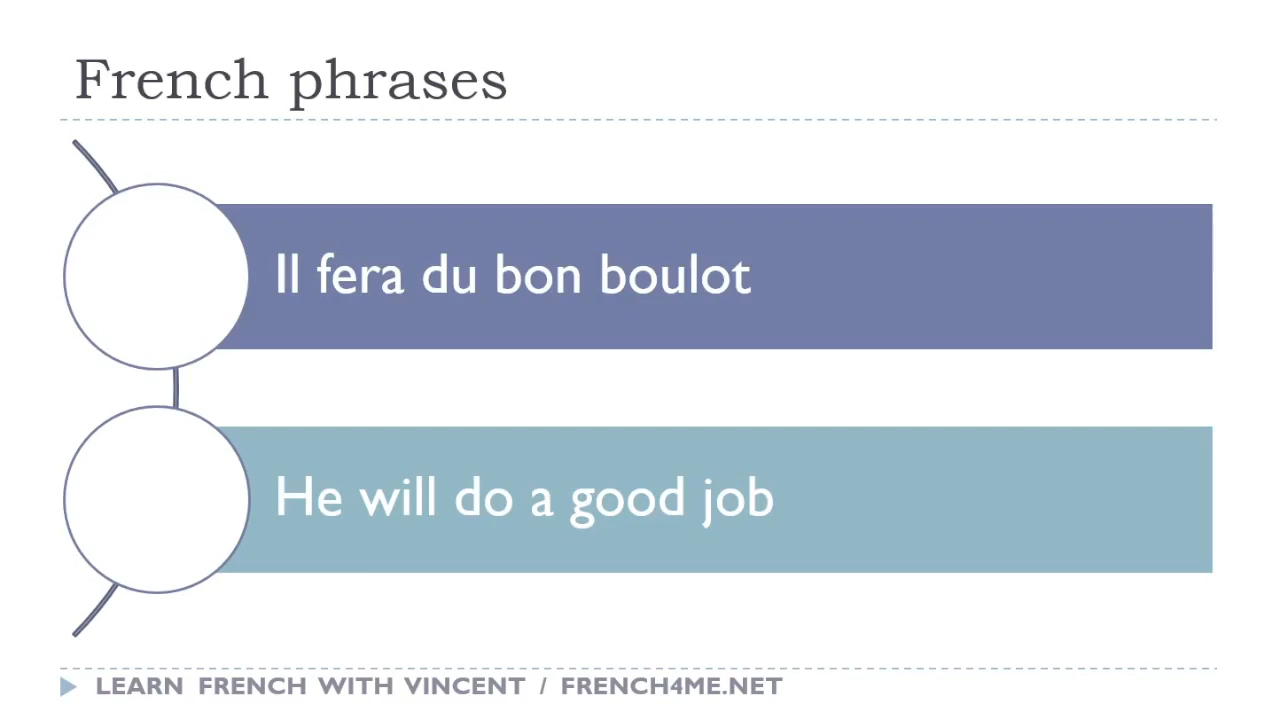 French phrases
Il fera du bon boulot
He will do a good job
LEARN FRENCH WITH VINCENT / FRENCH4ME.NET